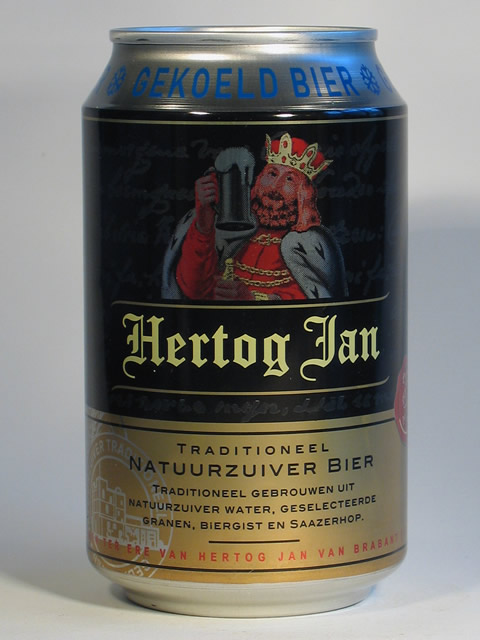 GEKOELD BIER
Hertog Jan
TRADITIONEEL
NATUURZUIVER BIER
TRADITIONEEL GEBROUWEN UIT
NATUURZUIVER WATER, GESELECTEERDE
GRANEN, BIERGIST EN SAAZERHOP.
TER ERE VAN HERTOG JAN VAN BRABANT